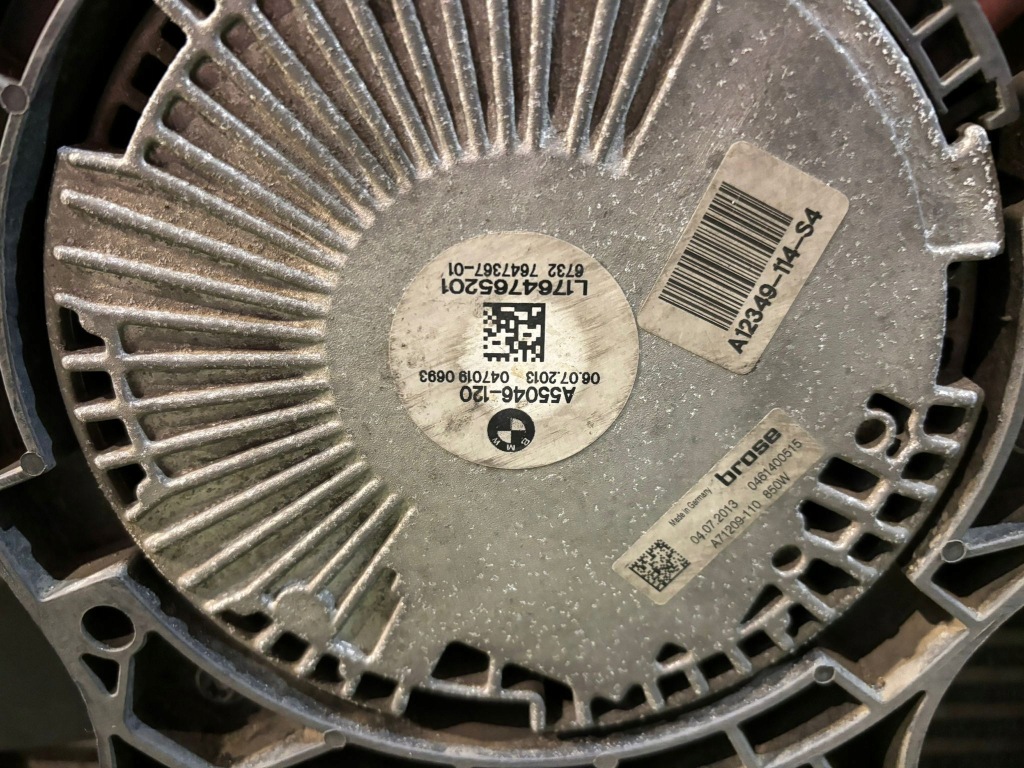 BMW
A55046-120
06.07.2013 047019 0693
L1764765201
6732 7647367-01
A12349-114-S4
Made in Germany brose
04.07.2013 0461400515
A71209-110 850W